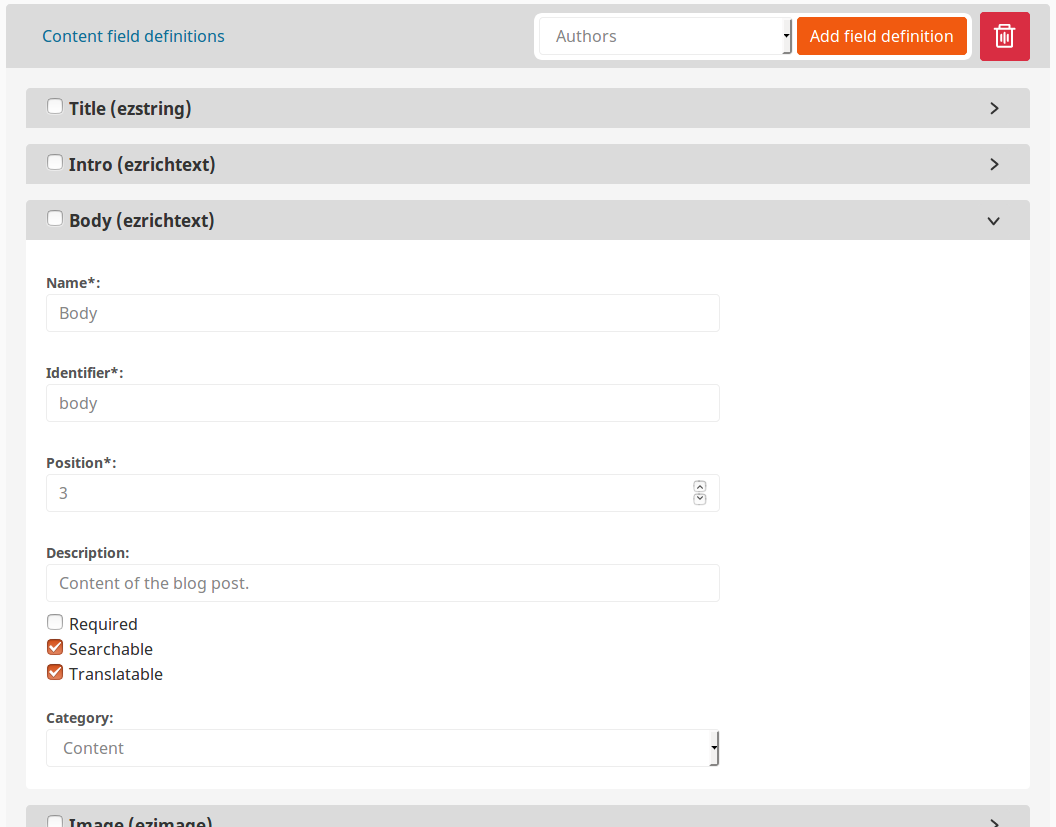 Content field definitions
Authors
Add field definition
Title (ezstring)
Intro (ezrichtext)
Body (ezrichtext)
Name*:
Body
Identifier*:
body
Position*:
3
Description:
Content of the blog post.
Required
Searchable
Translatable
Category:
Content
Image (ezimage)